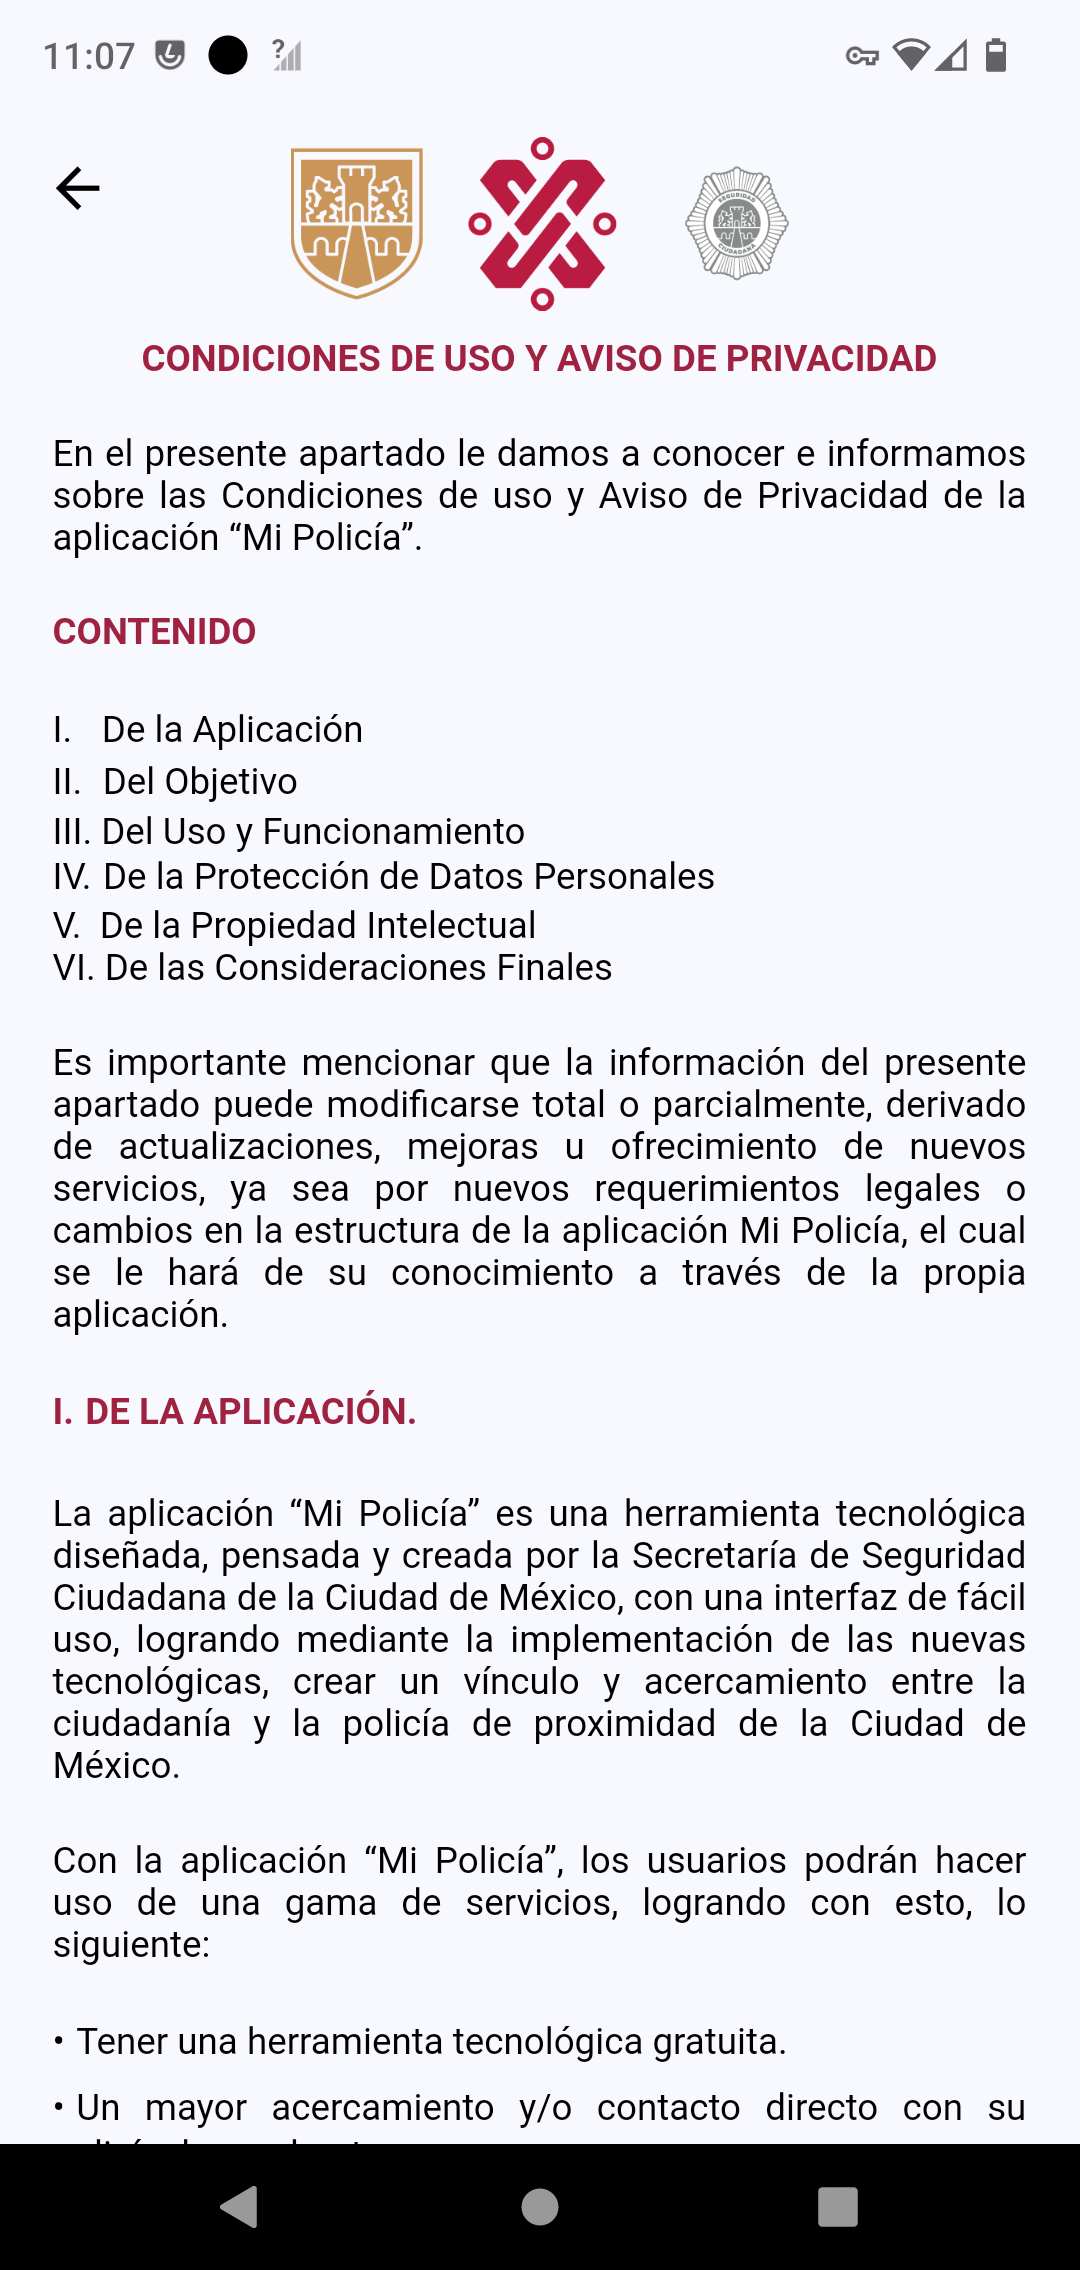 11:07
SEGURIDAD
CIUDADANA
CONDICIONES DE USO Y AVISO DE PRIVACIDAD
En el presente apartado le damos a conocer e informamos
sobre las Condiciones de uso y Aviso de Privacidad de la
aplicación “Mi Policía”.
CONTENIDO
I. De la Aplicación
II. Del Objetivo
III. Del Uso y Funcionamiento
IV. De la Protección de Datos Personales
V. De la Propiedad Intelectual
VI. De las Consideraciones Finales
Es importante mencionar que la información del presente
apartado puede modificarse total o parcialmente, derivado
de actualizaciones, mejoras u ofrecimiento de nuevos
servicios, ya sea por nuevos requerimientos legales o
cambios en la estructura de la aplicación Mi Policía, el cual
se le hará de su conocimiento a través de la propia
aplicación.
I. DE LA APLICACIÓN.
La aplicación “Mi Policía” es una herramienta tecnológica
diseñada, pensada y creada por la Secretaría de Seguridad
Ciudadana de la Ciudad de México, con una interfaz de fácil
uso, logrando mediante la implementación de las nuevas
tecnológicas, crear un vínculo y acercamiento entre la
ciudadanía y la policía de proximidad de la Ciudad de
México.
Con la aplicación “Mi Policía”, los usuarios podrán hacer
uso de una gama de servicios, logrando con esto, lo
siguiente:
• Tener una herramienta tecnológica gratuita.
• Un mayor acercamiento y/o contacto directo con su